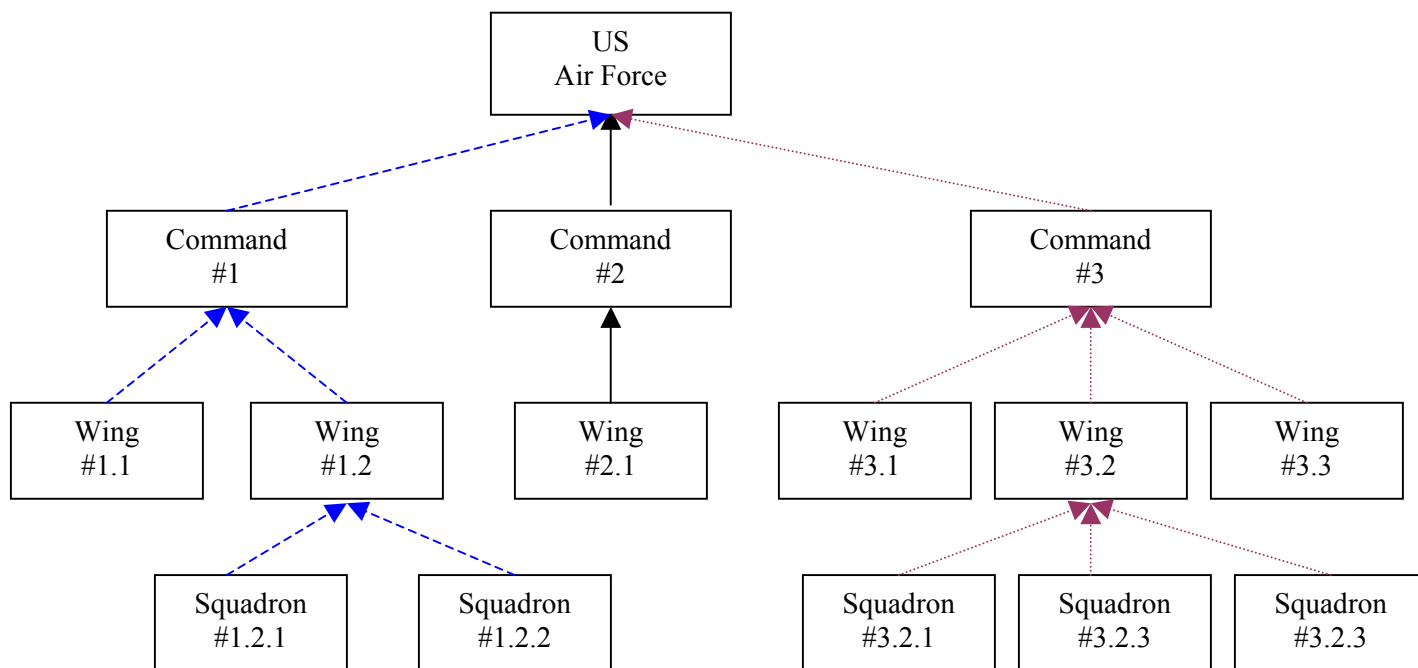 US
Air Force
Command
#1
Command
#2
Command
#3
Wing
#1.1
Wing
#1.2
Wing
#2.1
Wing
#3.1
Wing
#3.2
Wing
#3.3
Squadron
#1.2.1
Squadron
#1.2.2
Squadron
#3.2.1
Squadron
#3.2.3
Squadron
#3.2.3